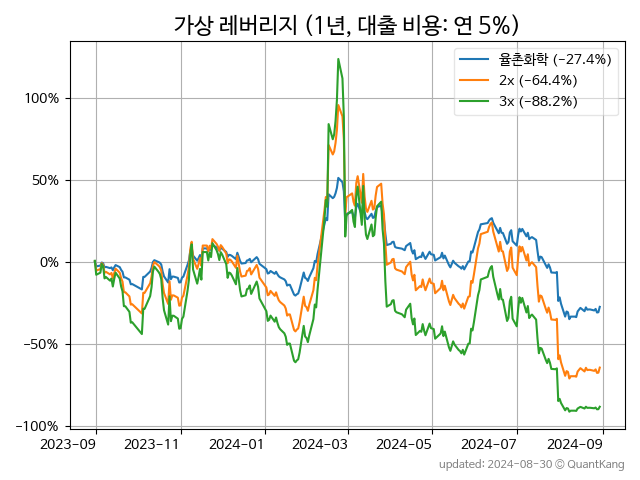 가상 레버리지 (1년, 대출 비용: 연 5%)
율촌화학 (−27.4%)
2x (−64.4%)
3x (−88.2%)
100%
50%
0%
−50%
−100%
2023-09 2023-11 2024-01 2024-03 2024-05 2024-07 2024-09
updated: 2024-08-30 © QuantKang